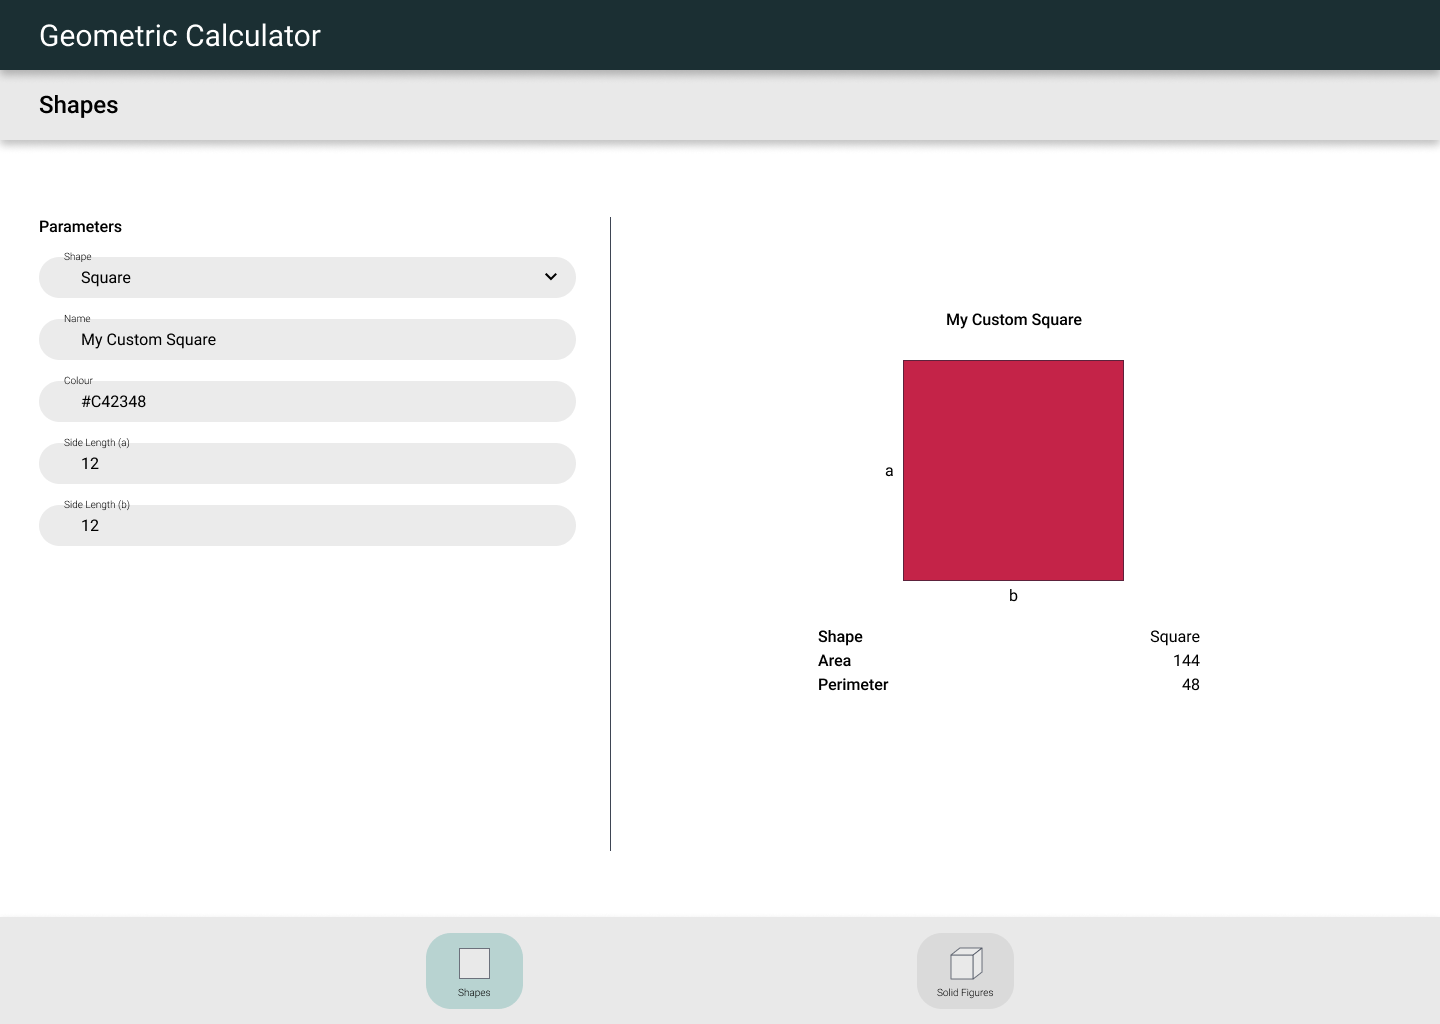 Geometric Calculator
Shapes
Parameters
Shape
Square
Name
My Custom Square
Colour
#C42348
Side Length (a)
12
Side Length (b)
12
My Custom Square
a
b
Shape Square
Area 144
Perimeter 48
Shapes
Solid Figures